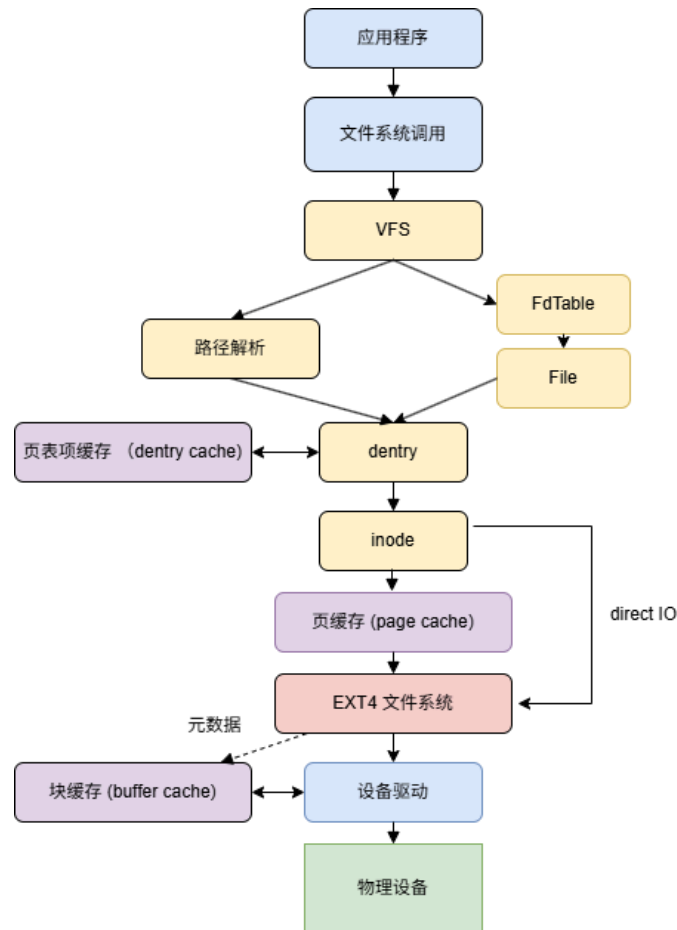 应用程序
文件系统调用
VFS
FdTable
路径解析
File
页表项缓存 （dentry cache)
dentry
inode
页缓存 (page cache)
direct IO
EXT4 文件系统
元数据
块缓存 (buffer cache)
设备驱动
物理设备